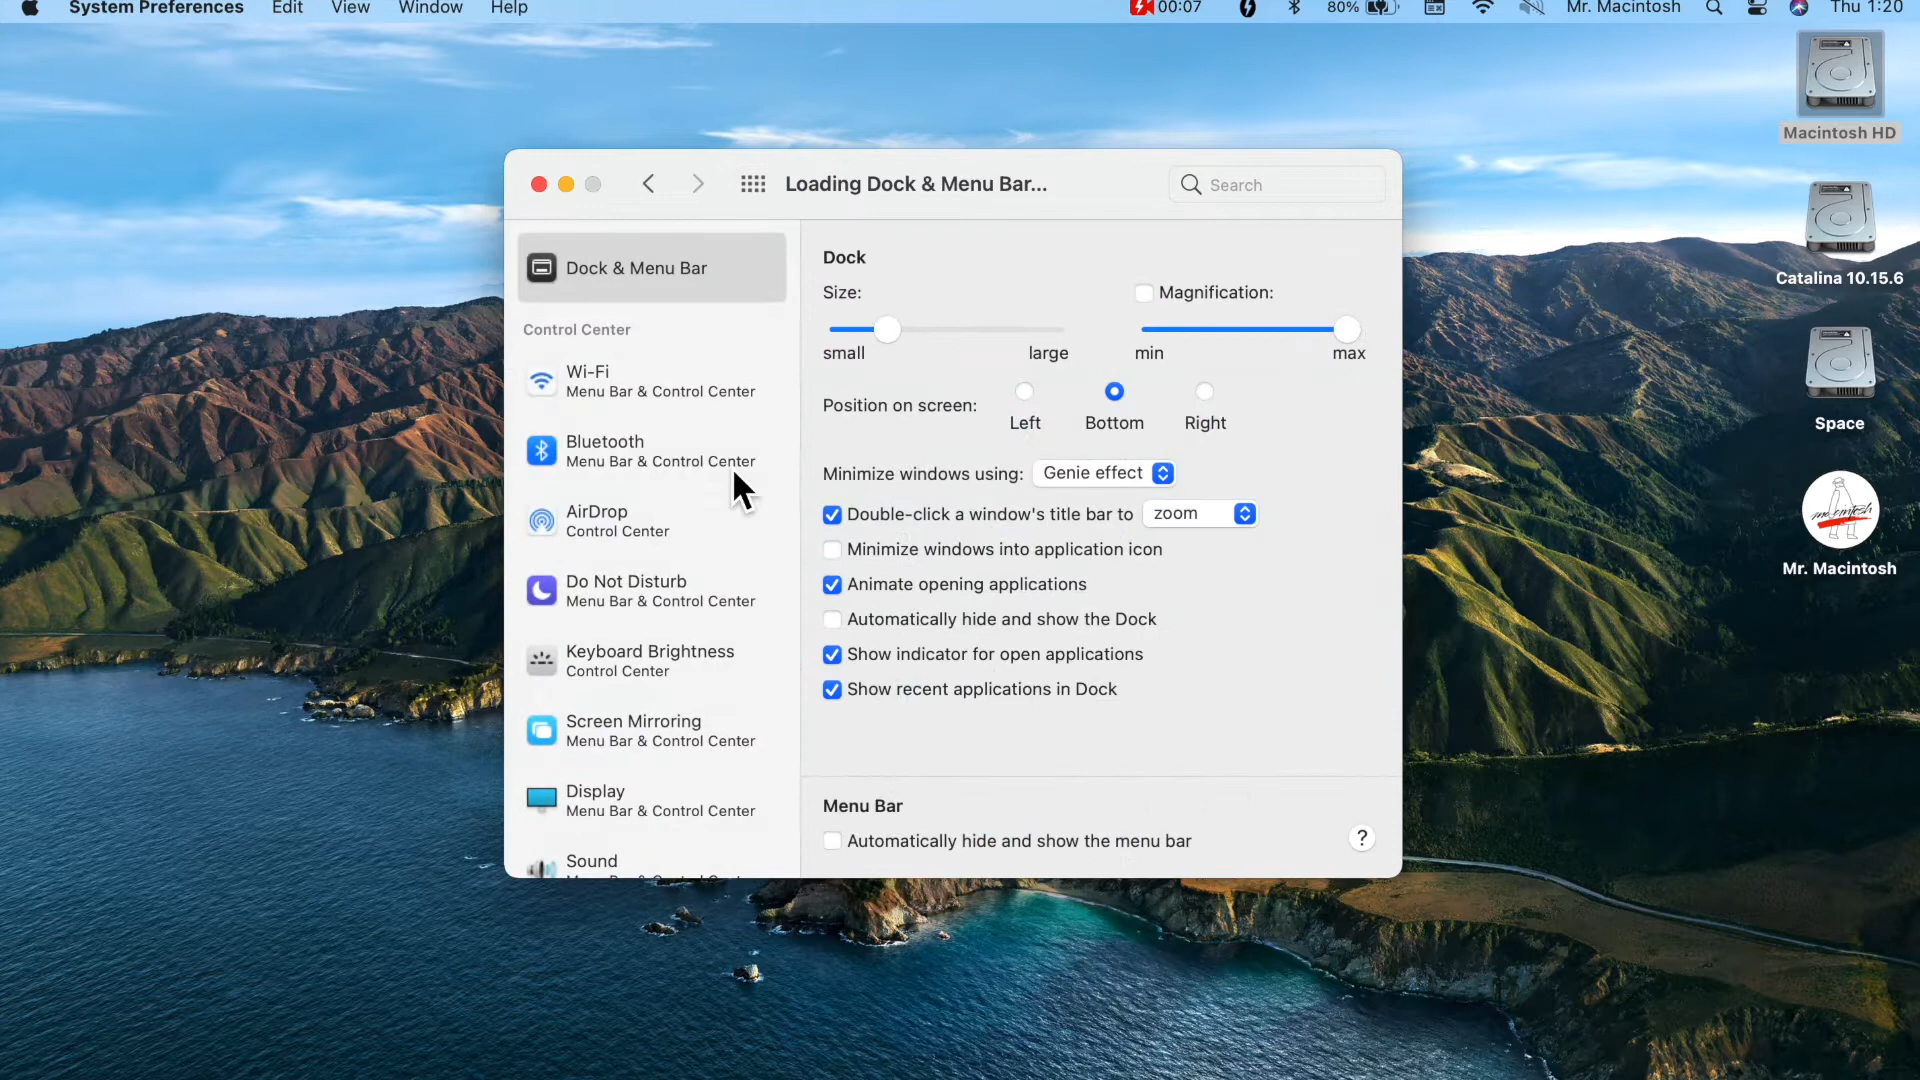 System Preferences Edit View Window Help 00:07 80% Mr. Macintosh Thu 1:20
Macintosh HD
Catalina 10.15.6
Space
Mr. Macintosh
Loading Dock & Menu Bar...
Search
Dock & Menu Bar
Control Center
Wi-Fi
Menu Bar & Control Center
Bluetooth
Menu Bar & Control Center
AirDrop
Control Center
Do Not Disturb
Menu Bar & Control Center
Keyboard Brightness
Control Center
Screen Mirroring
Menu Bar & Control Center
Display
Menu Bar & Control Center
Sound
Dock
Size:
Magnification:
small large min max
Position on screen:
Left Bottom Right
Minimize windows using: Genie effect
Double-click a window's title bar to zoom
Minimize windows into application icon
Animate opening applications
Automatically hide and show the Dock
Show indicator for open applications
Show recent applications in Dock
Menu Bar
Automatically hide and show the menu bar
?